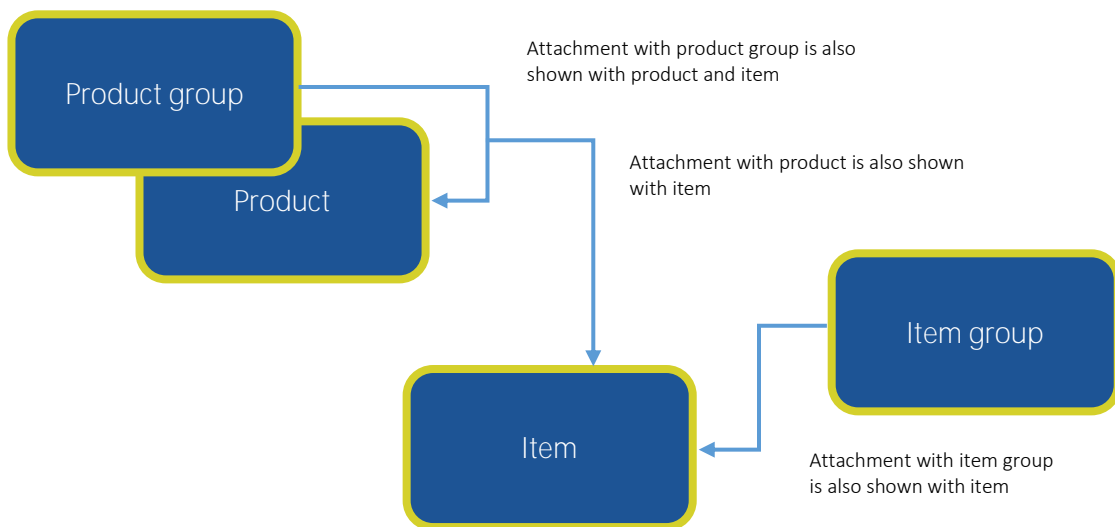 Product group
Attachment with product group is also
shown with product and item
Product
Attachment with product is also shown
with item
Item group
Item
Attachment with item group
is also shown with item